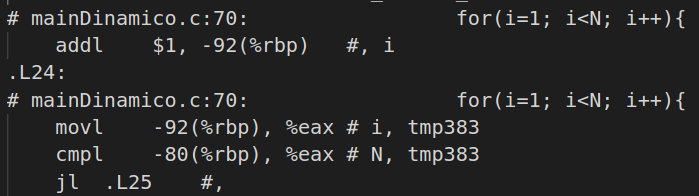 # mainDinamico.c:70:                 for(i=1; i<N; i++){
    addl    $1, -92(%rbp)   #, i
.L24:
# mainDinamico.c:70:                 for(i=1; i<N; i++){
    movl    -92(%rbp), %eax # i, tmp383
    cmpl    -80(%rbp), %eax # N, tmp383
    jl  .L25    #,